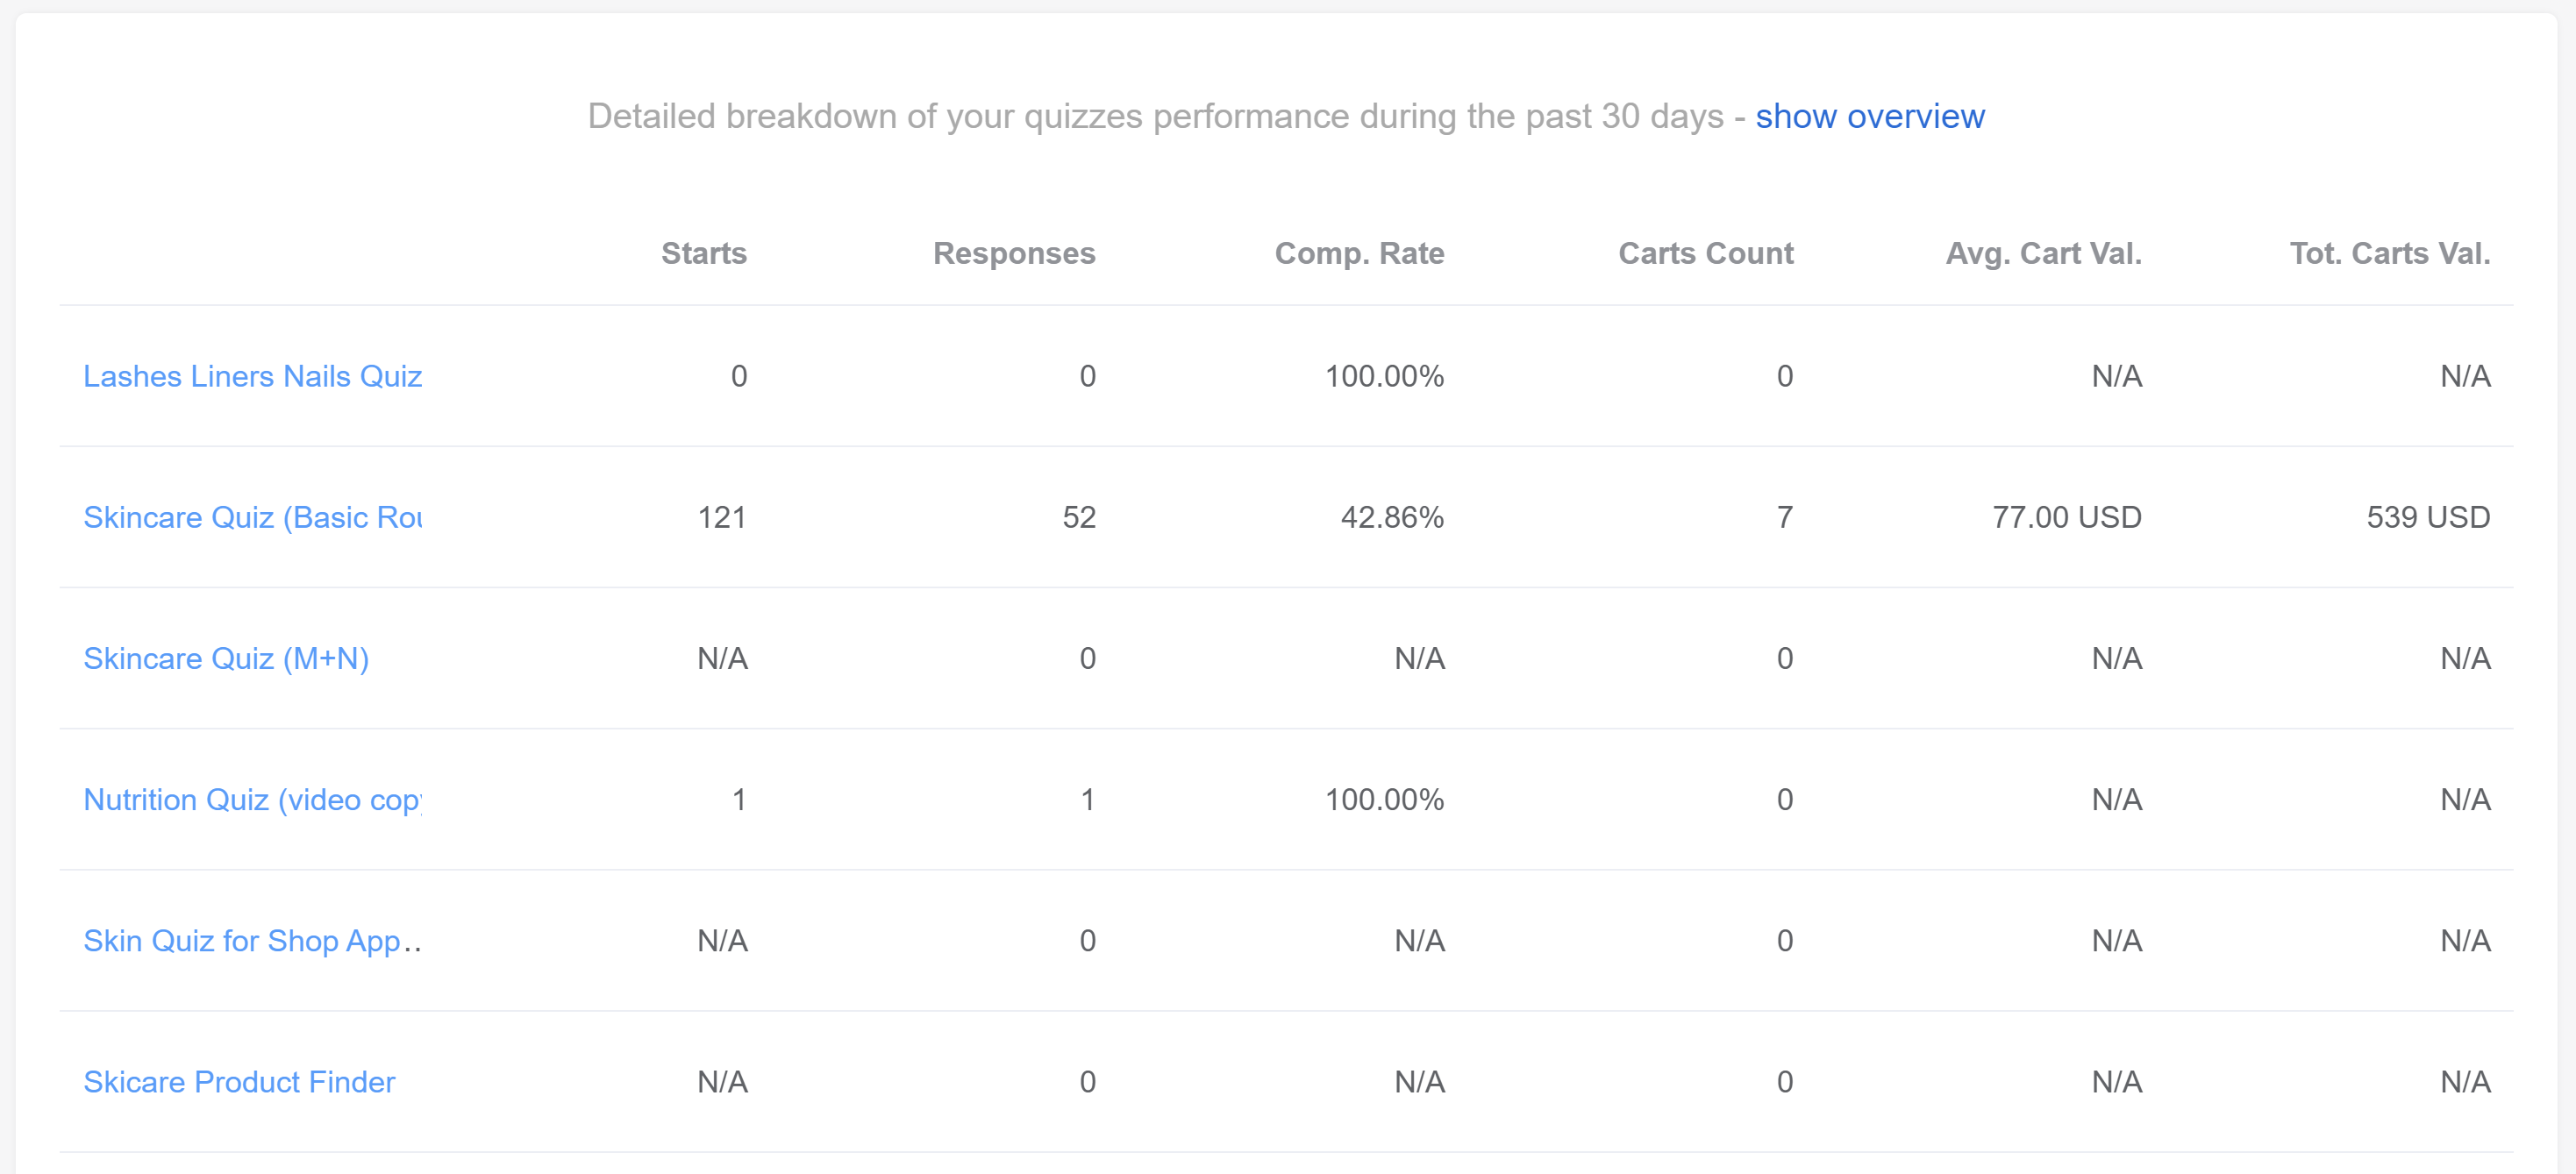 Detailed breakdown of your quizzes performance during the past 30 days - show overview
Starts Responses Comp. Rate Carts Count Avg. Cart Val. Tot. Carts Val.
Lashes Liners Nails Quiz 0 0 100.00% 0 N/A N/A
Skincare Quiz (Basic Rou 121 52 42.86% 7 77.00 USD 539 USD
Skincare Quiz (M+N) N/A 0 N/A 0 N/A N/A
Nutrition Quiz (video copy 1 1 100.00% 0 N/A N/A
Skin Quiz for Shop App.. N/A 0 N/A 0 N/A N/A
Skicare Product Finder N/A 0 N/A 0 N/A N/A